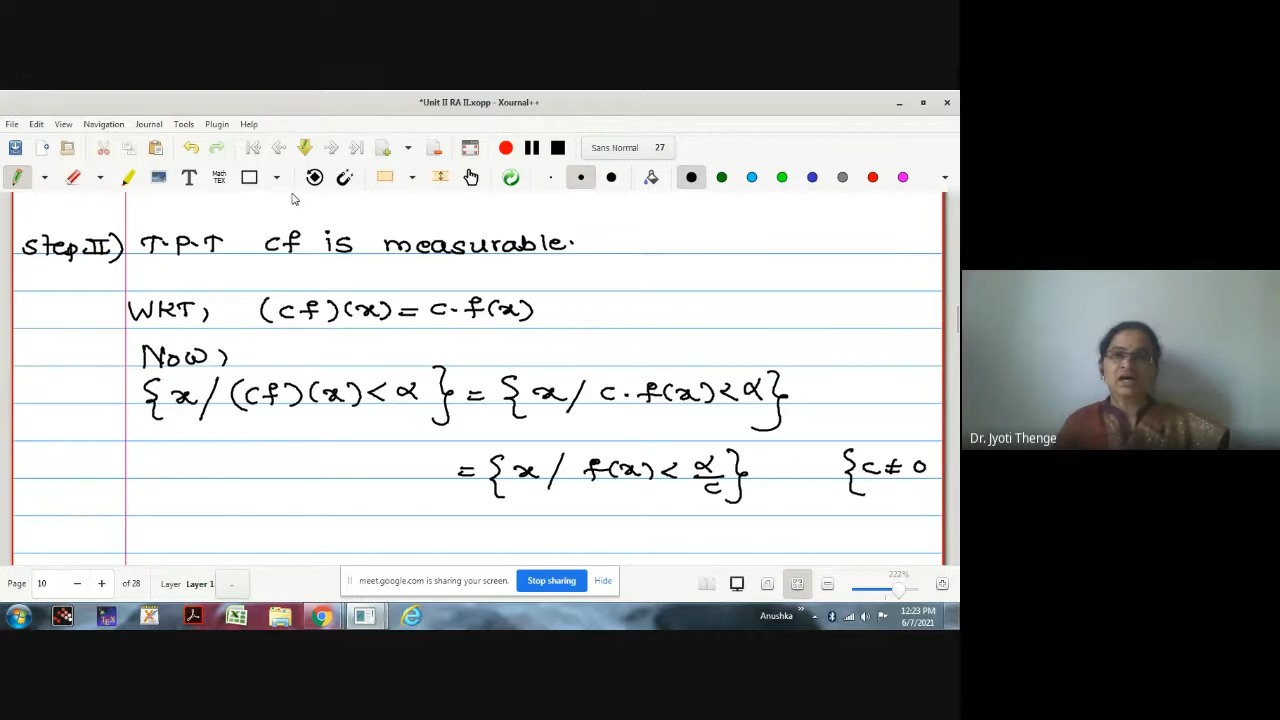 *Unit II RA II.xopp - Xournal++
File Edit View Navigation Journal Tools Plugin Help
Sans Normal 27
Step.II) T.P.T cf is measurable.
WKT, (cf)(x) = c.f(x)
Now,
{x/(cf)(x) < α} = {x/ c.f(x) < α}
= {x/ f(x) < α/c} {c ≠ 0
Dr. Jyoti Thenge
Page 10 of 28 Layer Layer 1
meet.google.com is sharing your screen. Stop sharing Hide
222%
Anushka
12:23 PM
6/7/2021